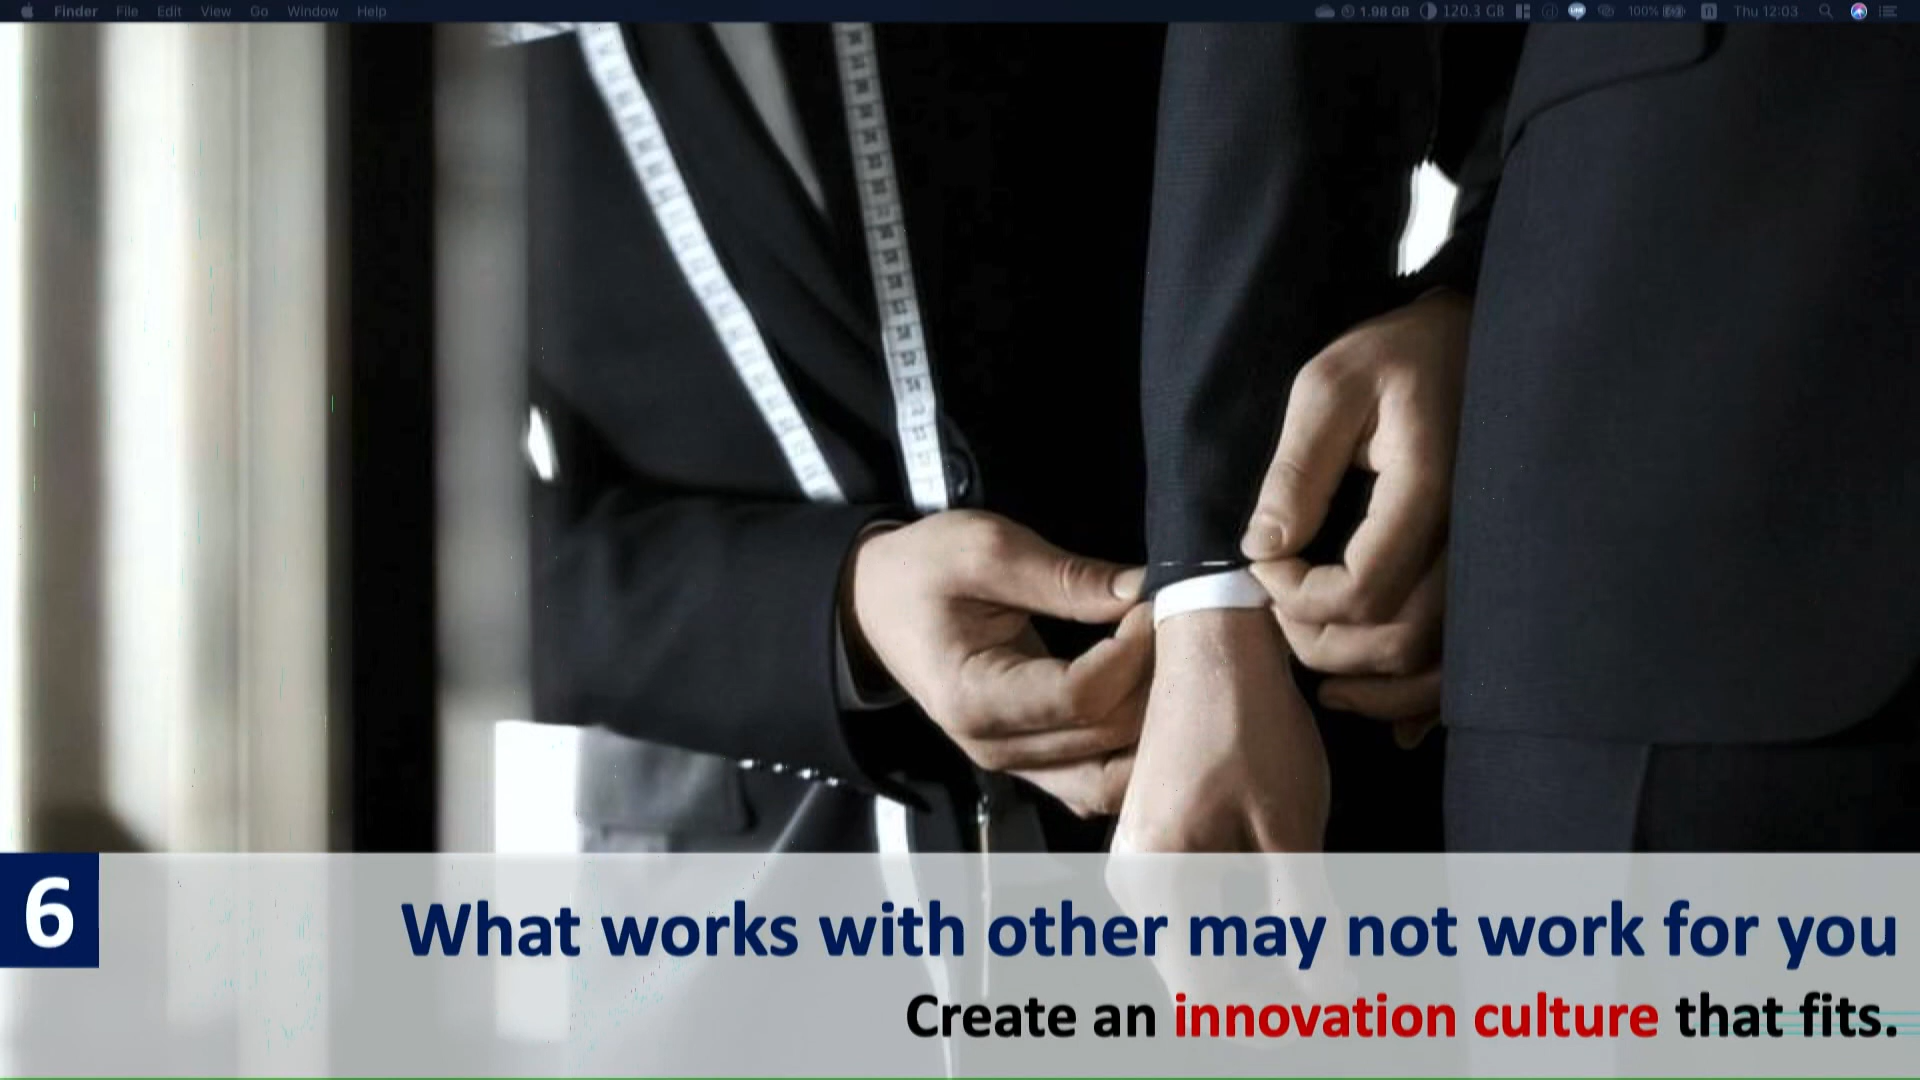 Finder File Edit View Go Window Help 1.98 GB 120.3 GB 100% Thu 12:03
6
What works with other may not work for you
Create an innovation culture that fits.